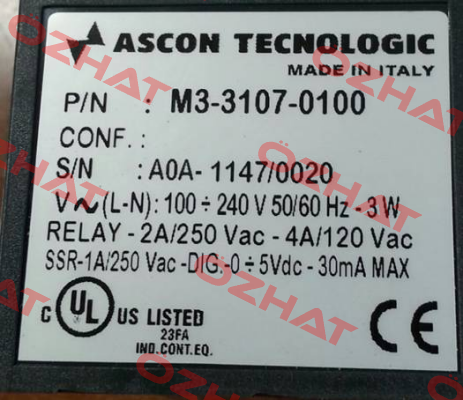 ASCON TECNOLOGIC
MADE IN ITALY
P/N : M3-3107-0100
CONF. :
S/N : A0A- 1147/0020
V∿(L-N): 100 ÷ 240 V 50/60 Hz - 3 W
RELAY - 2A/250 Vac - 4A/120 Vac
SSR-1A/250 Vac -DIG.-0 ÷ 5Vdc - 30mA MAX
C UL US LISTED CE
23FA
IND.CONT.EQ.
OZHAT
OZHAT
OZHAT
OZHAT
OZHAT
OZHAT